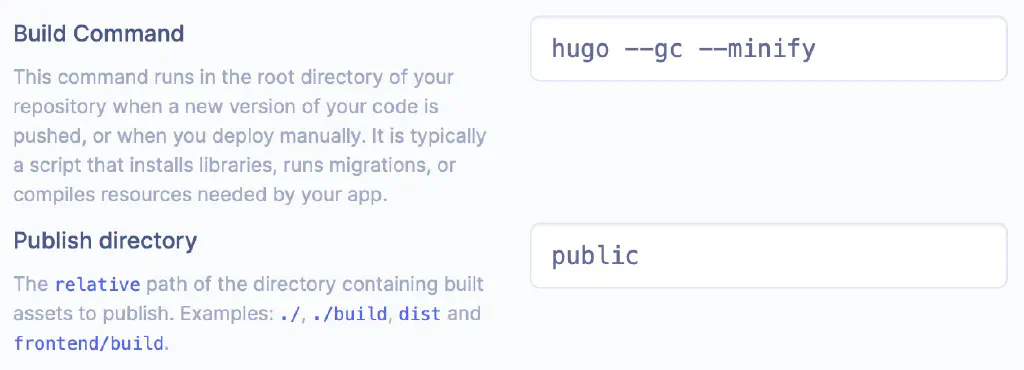 Build Command
This command runs in the root directory of your
repository when a new version of your code is
pushed, or when you deploy manually. It is typically
a script that installs libraries, runs migrations, or
compiles resources needed by your app.
hugo --gc --minify
Publish directory
The relative path of the directory containing built
assets to publish. Examples: ./, ./build, dist and
frontend/build.
public